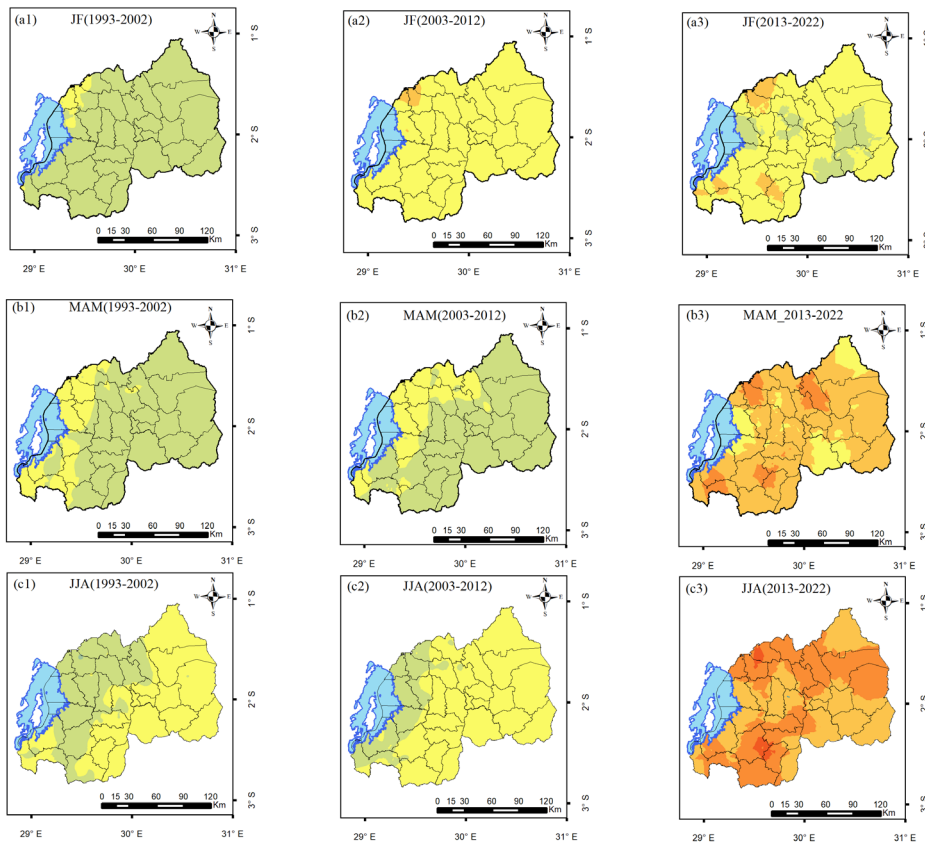 (a1) JF(1993-2002)
N
W E
S
1° S
2° S
3° S
0 15 30 60 90 120
Km
29° E 30° E 31° E
(a2) JF(2003-2012)
N
W E
S
1° S
2° S
3° S
0 15 30 60 90 120
Km
29° E 30° E 31° E
(a3) JF(2013-2022)
N
W E
S
0 15 30 60 90 120
Km
29° E 30° E 31° E
(b1) MAM(1993-2002)
N
W E
S
1° S
2° S
3° S
0 15 30 60 90 120
Km
29° E 30° E 31° E
(b2) MAM(2003-2012)
N
W E
S
1° S
2° S
3° S
0 15 30 60 90 120
Km
29° E 30° E 31° E
(b3) MAM_2013-2022
N
W E
S
1° S
2° S
3° S
0 15 30 60 90 120
Km
29° E 30° E 31° E
(c1) JJA(1993-2002)
N
W E
S
1° S
2° S
3° S
0 15 30 60 90 120
Km
29° E 30° E 31° E
(c2) JJA(2003-2012)
N
W E
S
1° S
2° S
3° S
0 15 30 60 90 120
Km
29° E 30° E 31° E
(c3) JJA(2013-2022)
N
W E
S
1° S
2° S
3° S
0 15 30 60 90 120
Km
29° E 30° E 31° E